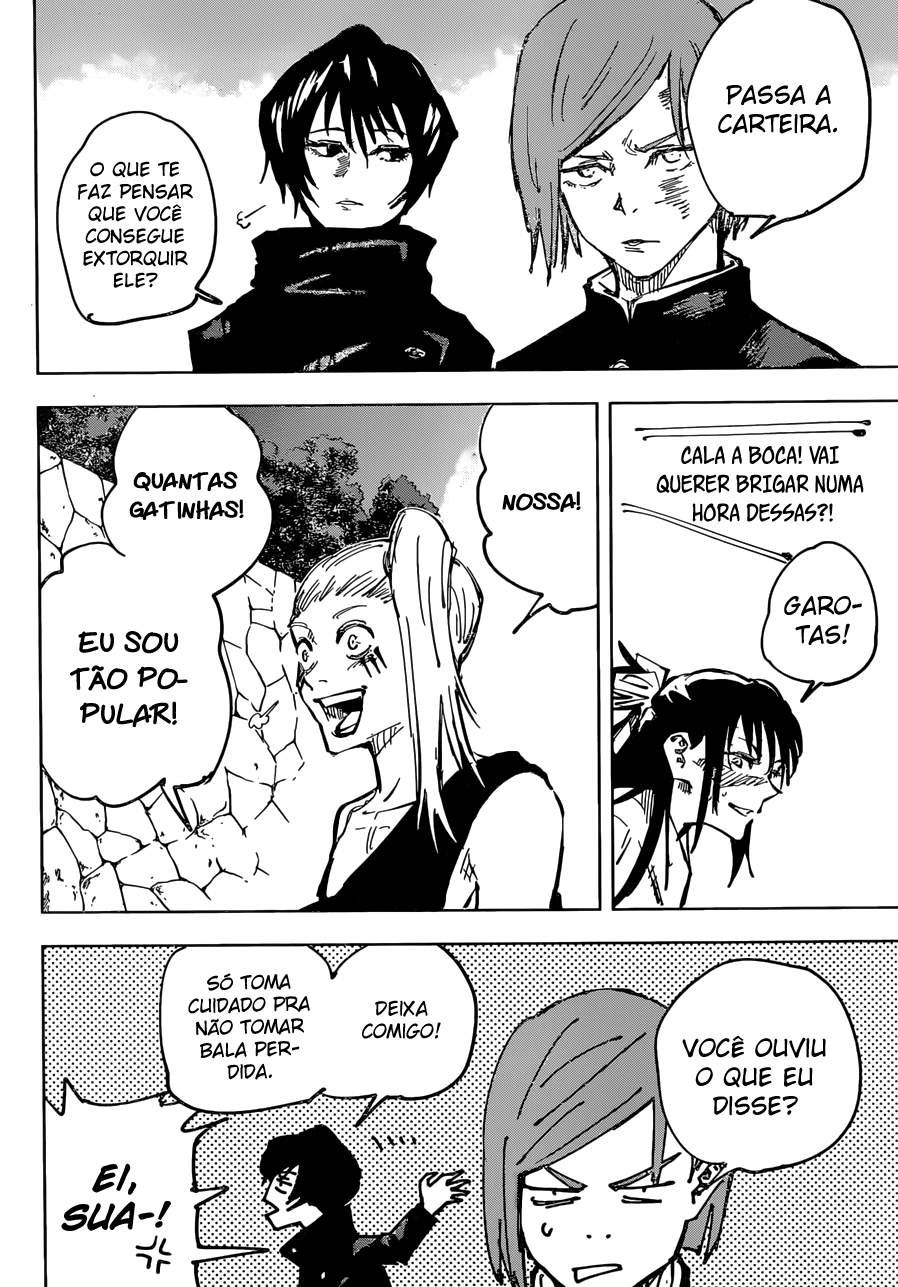 PASSA A
CARTEIRA.
O QUE TE
FAZ PENSAR
QUE VOCÊ
CONSEGUE
EXTORQUIR
ELE?
CALA A BOCA! VAI
QUERER BRIGAR NUMA
HORA DESSAS?!
GARO-
TAS!
NOSSA!
QUANTAS
GATINHAS!
EU SOU
TÃO PO-
PULAR!
VOCÊ OUVIU
O QUE EU
DISSE?
DEIXA
COMIGO!
SÓ TOMA
CUIDADO PRA
NÃO TOMAR
BALA PER-
DIDA.
EI,
SUA-!